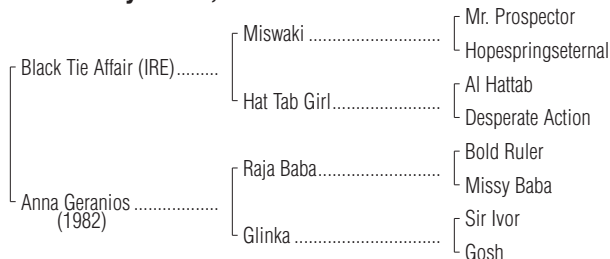 Mr. Prospector
Miswaki
Hopespringseternal
Black Tie Affair (IRE)
Al Hattab
Hat Tab Girl
Desperate Action
Bold Ruler
Raja Baba
Missy Baba
Anna Geranios
(1982)
Sir Ivor
Glinka
Gosh